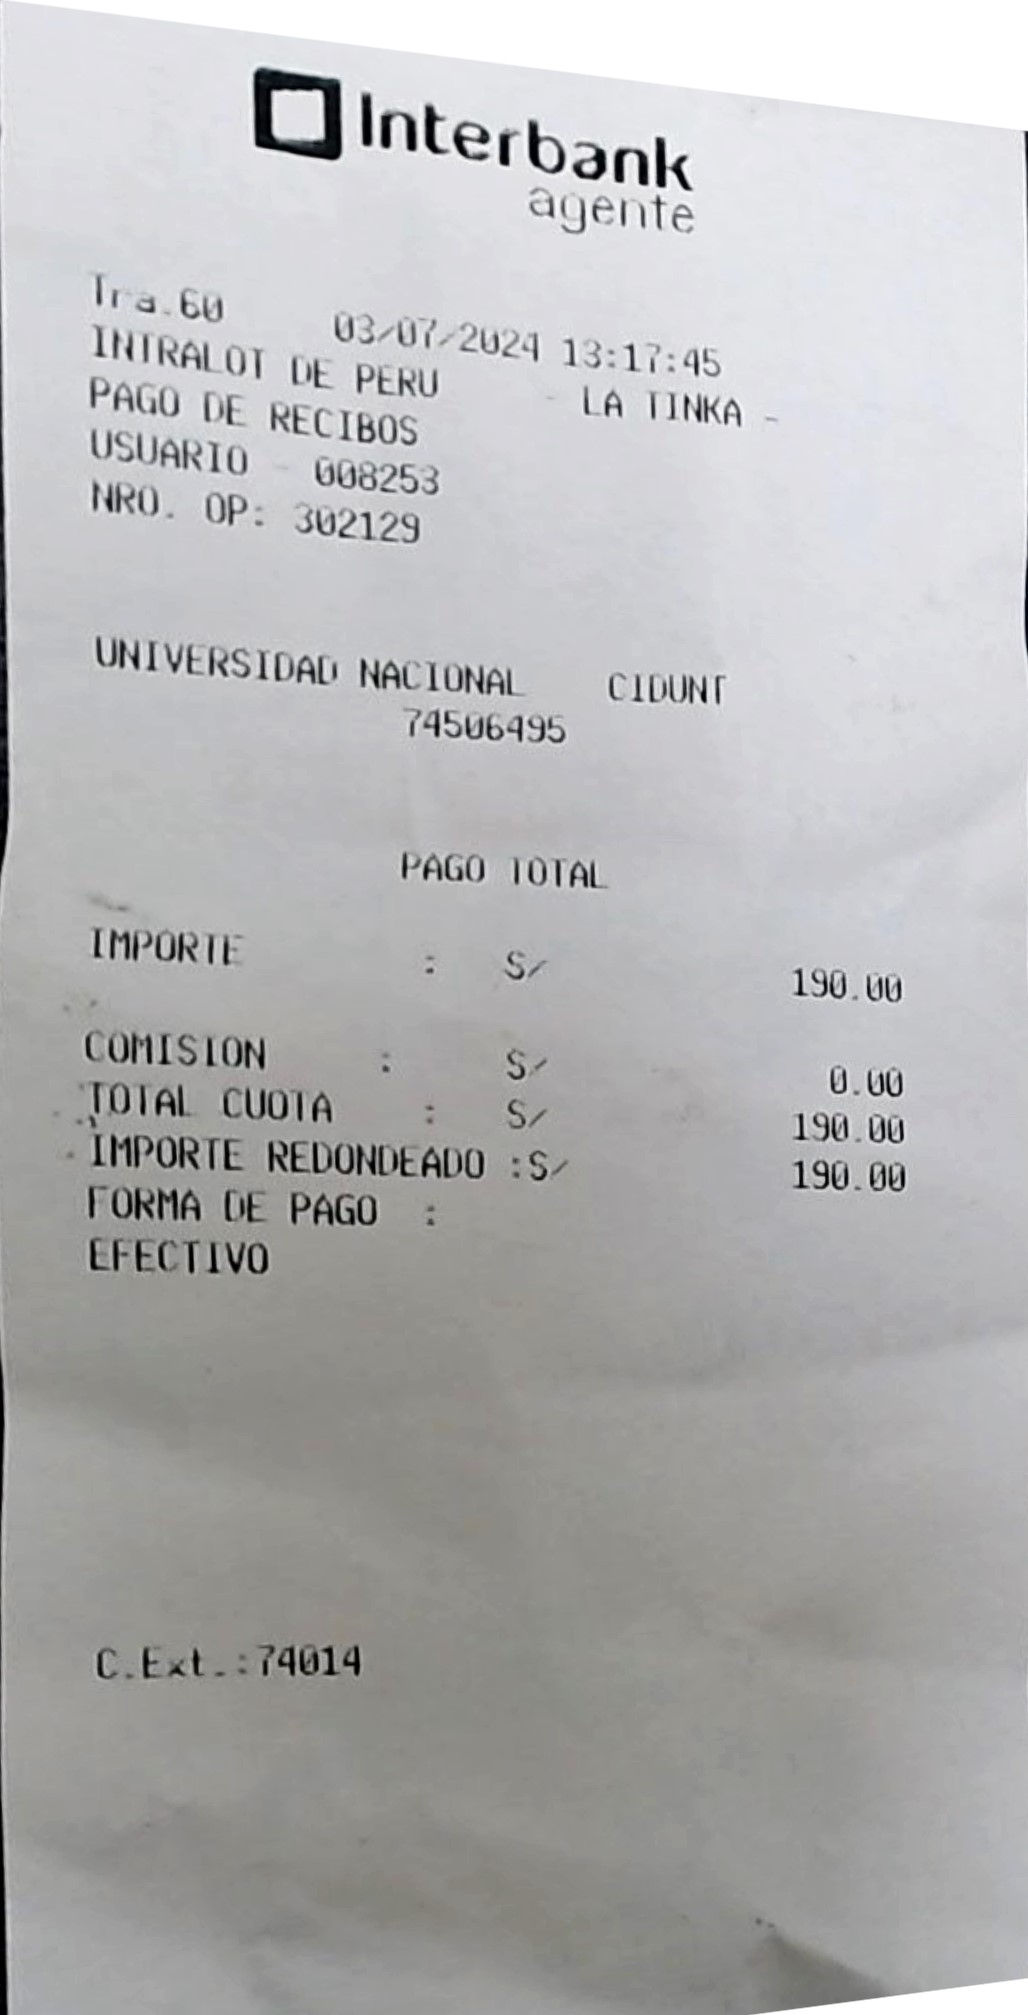 Interbank
agente
Tra.60 03/07/2024 13:17:45
INTRALOT DE PERU - LA TINKA -
PAGO DE RECIBOS
USUARIO - 008253
NRO. OP: 302129
UNIVERSIDAD NACIONAL CIDUNT
74506495
PAGO TOTAL
IMPORTE : S/ 190.00
COMISION : S/ 0.00
TOTAL CUOTA : S/ 190.00
IMPORTE REDONDEADO :S/ 190.00
FORMA DE PAGO :
EFECTIVO
C.Ext.:74014